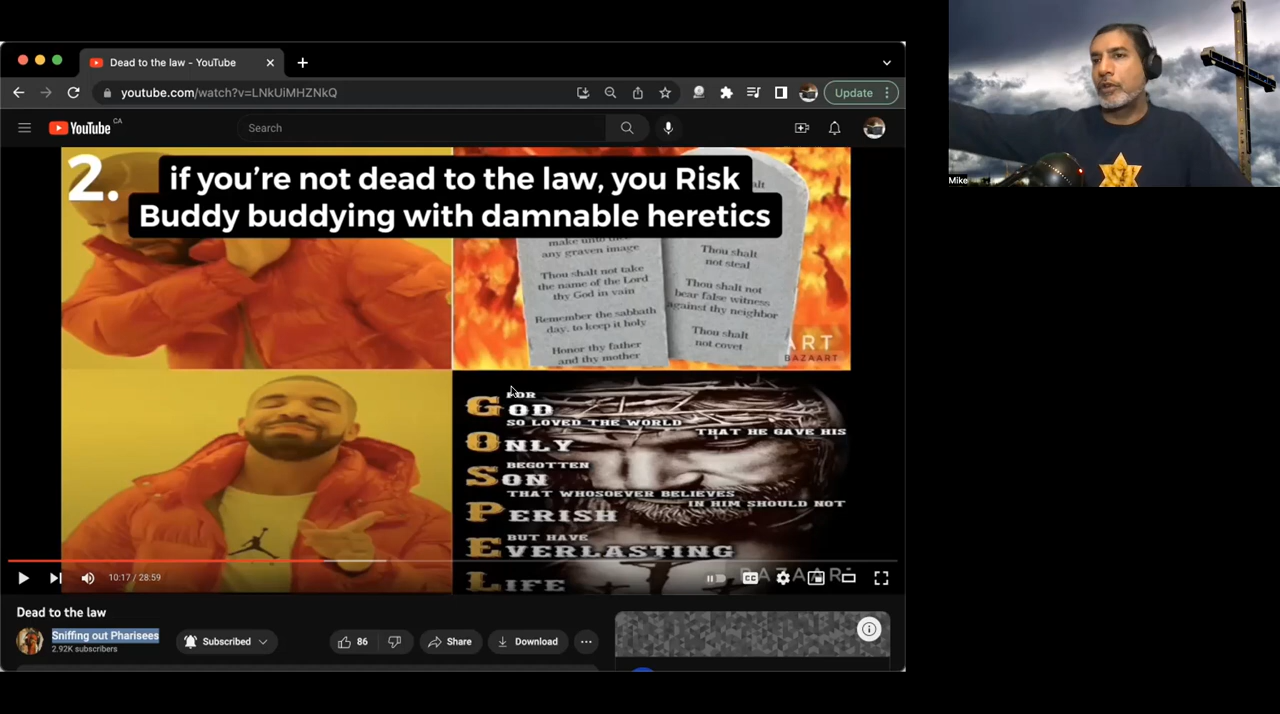 Dead to the law - YouTube
youtube.com/watch?v=LNkUiMHZNkQ
Update
YouTube CA
Search
2.
if you're not dead to the law, you Risk
Buddy buddying with damnable heretics
any graven image
Thou shalt not take
the name of the Lord
thy God in vain
Remember the sabbath
day, to keep it holy
Honor thy father
and thy mother
Thou shalt
not steal
Thou shalt not
bear false witness
against thy neighbor
Thou shalt
not covet
ART
BAZAART
FOR
GOD
SO LOVED THE WORLD
THAT HE GAVE HIS
ONLY
BEGOTTEN
SON
THAT WHOSOEVER BELIEVES
IN HIM SHOULD NOT
PERISH
BUT HAVE
EVERLASTING
LIFE
BAZAART
10:17 / 28:59
CC
Dead to the law
Sniffing out Pharisees
2.92K subscribers
Subscribed
86
Share
Download
Mike